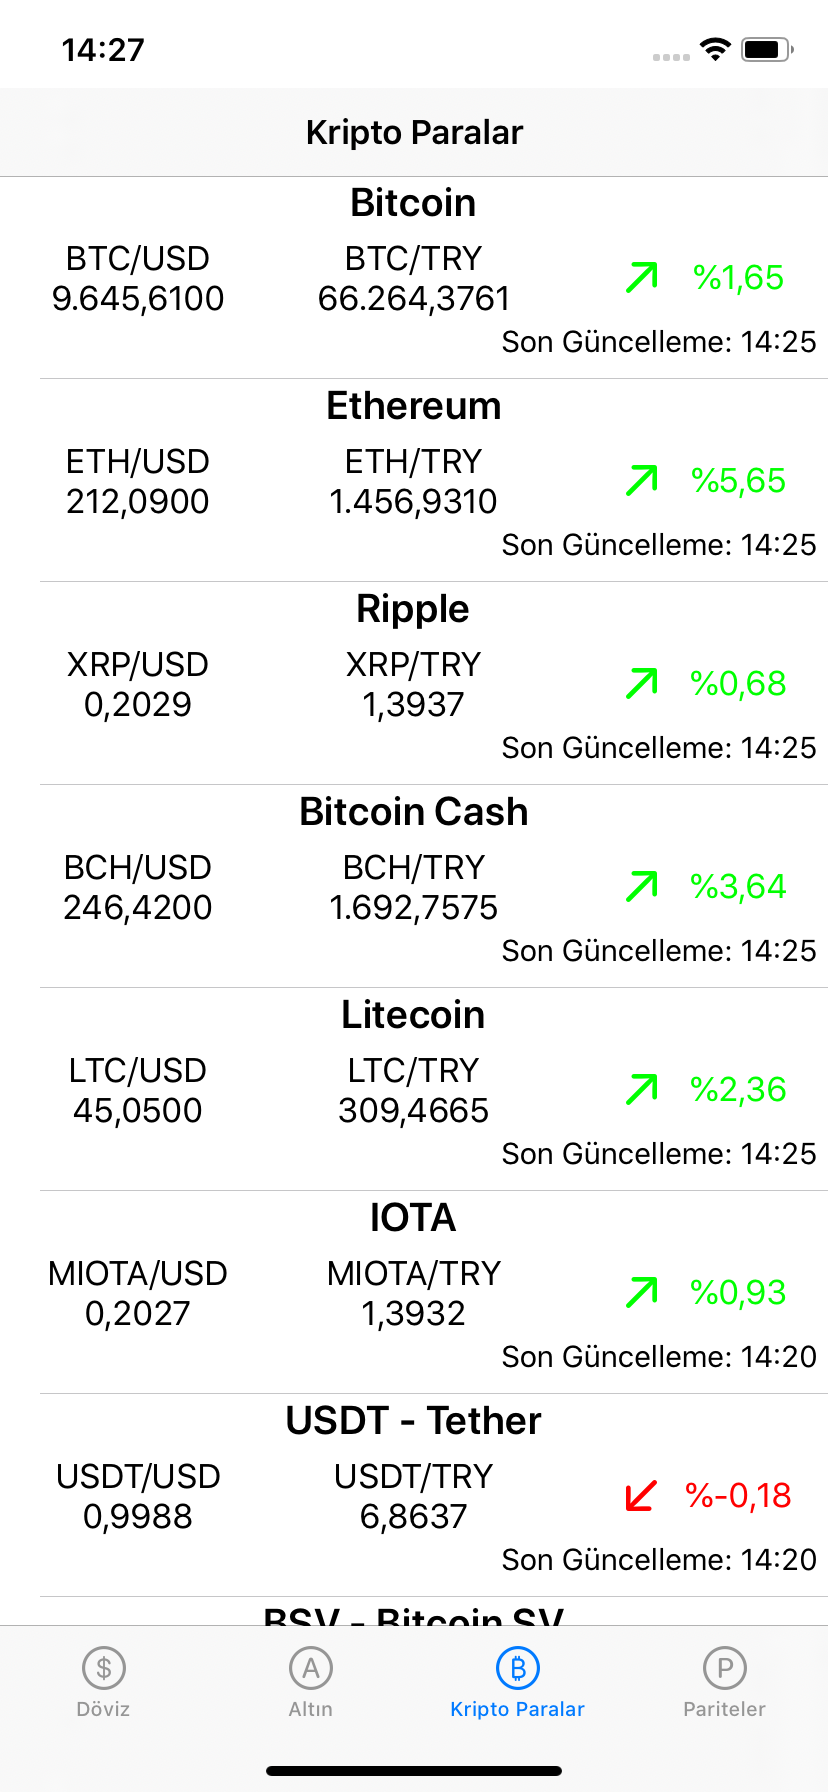 14:27
Kripto Paralar
Bitcoin
BTC/USD BTC/TRY
9.645,6100 66.264,3761 %1,65
Son Güncelleme: 14:25
Ethereum
ETH/USD ETH/TRY
212,0900 1.456,9310 %5,65
Son Güncelleme: 14:25
Ripple
XRP/USD XRP/TRY
0,2029 1,3937 %0,68
Son Güncelleme: 14:25
Bitcoin Cash
BCH/USD BCH/TRY
246,4200 1.692,7575 %3,64
Son Güncelleme: 14:25
Litecoin
LTC/USD LTC/TRY
45,0500 309,4665 %2,36
Son Güncelleme: 14:25
IOTA
MIOTA/USD MIOTA/TRY
0,2027 1,3932 %0,93
Son Güncelleme: 14:20
USDT - Tether
USDT/USD USDT/TRY
0,9988 6,8637 %-0,18
Son Güncelleme: 14:20
BSV - Bitcoin SV
$ A ₿ P
Döviz Altın Kripto Paralar Pariteler